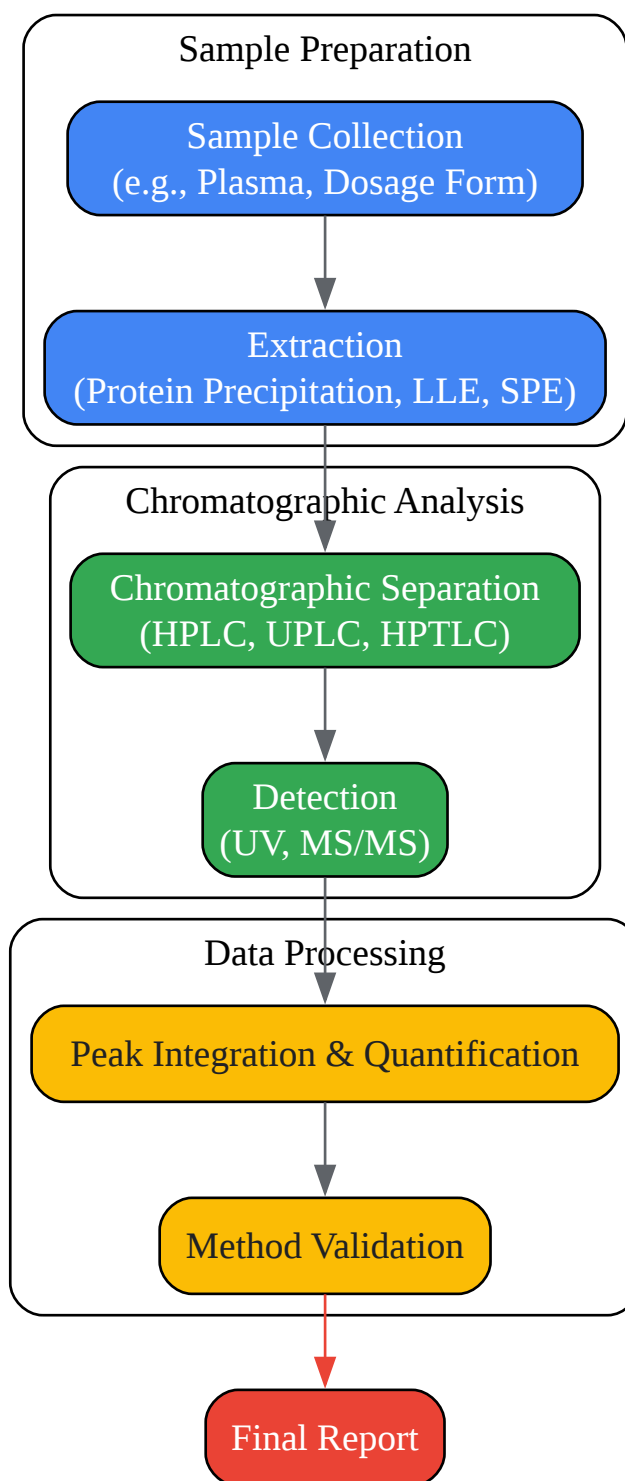 Sample Preparation
Sample Collection
(e.g., Plasma, Dosage Form)
Extraction
(Protein Precipitation, LLE, SPE)
Chromatographic Analysis
Chromatographic Separation
(HPLC, UPLC, HPTLC)
Detection
(UV, MS/MS)
Data Processing
Peak Integration & Quantification
Method Validation
Final Report